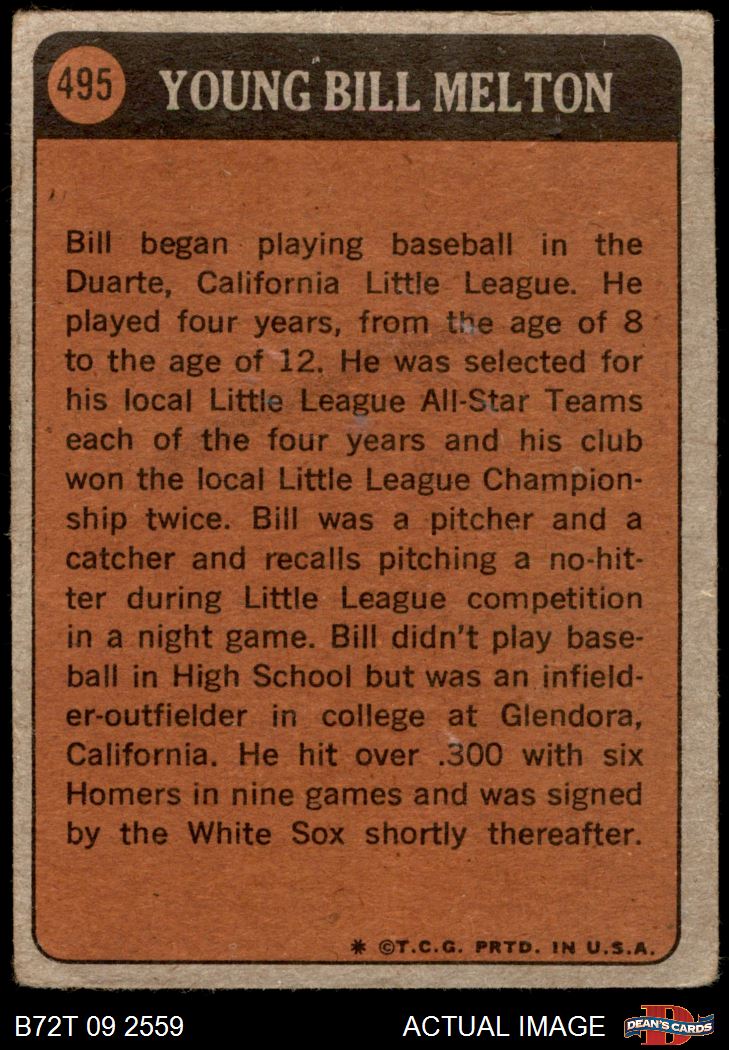 495 YOUNG BILL MELTON
Bill began playing baseball in the
Duarte, California Little League. He
played four years, from the age of 8
to the age of 12. He was selected for
his local Little League All-Star Teams
each of the four years and his club
won the local Little League Champion-
ship twice. Bill was a pitcher and a
catcher and recalls pitching a no-hit-
ter during Little League competition
in a night game. Bill didn't play base-
ball in High School but was an infield-
er-outfielder in college at Glendora,
California. He hit over .300 with six
Homers in nine games and was signed
by the White Sox shortly thereafter.
* ©T.C.G. PRTD. IN U.S.A.
B72T 09 2559 ACTUAL IMAGE D DEAN'S CARDS